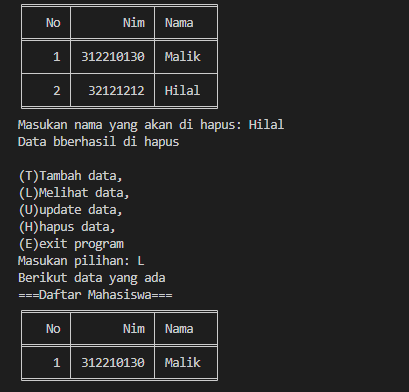 No Nim Nama
1 312210130 Malik
2 32121212 Hilal
Masukan nama yang akan di hapus: Hilal
Data bberhasil di hapus
(T)Tambah data,
(L)Melihat data,
(U)update data,
(H)hapus data,
(E)exit program
Masukan pilihan: L
Berikut data yang ada
===Daftar Mahasiswa===
No Nim Nama
1 312210130 Malik